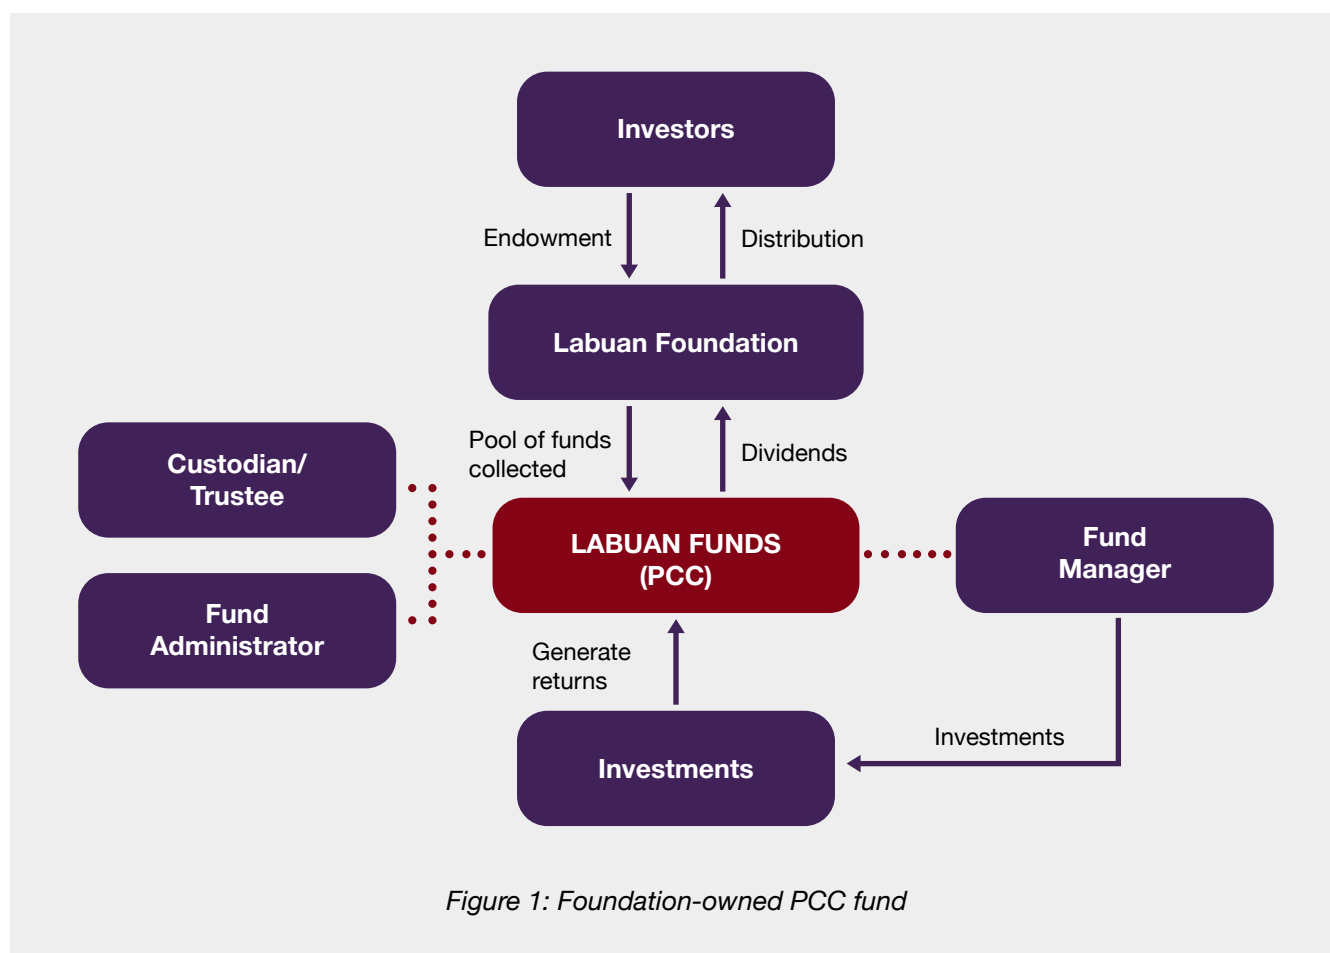 Investors
Endowment
Distribution
Labuan Foundation
Pool of funds
collected
Dividends
Custodian/
Trustee
LABUAN FUNDS
(PCC)
Fund
Manager
Fund
Administrator
Generate
returns
Investments
Investments
Figure 1: Foundation-owned PCC fund